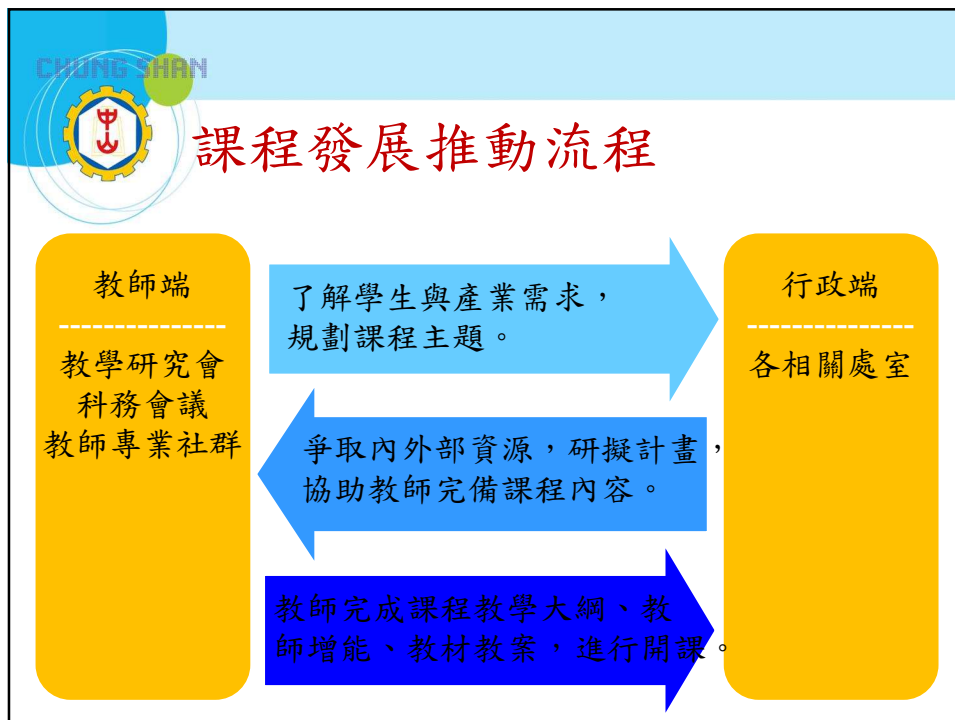 CHUNG SHAN
課程發展推動流程
教師端
---------------
教學研究會
科務會議
教師專業社群
了解學生與產業需求，
規劃課程主題。
爭取內外部資源，研擬計畫，
協助教師完備課程內容。
教師完成課程教學大綱、教
師增能、教材教案，進行開課。
行政端
---------------
各相關處室